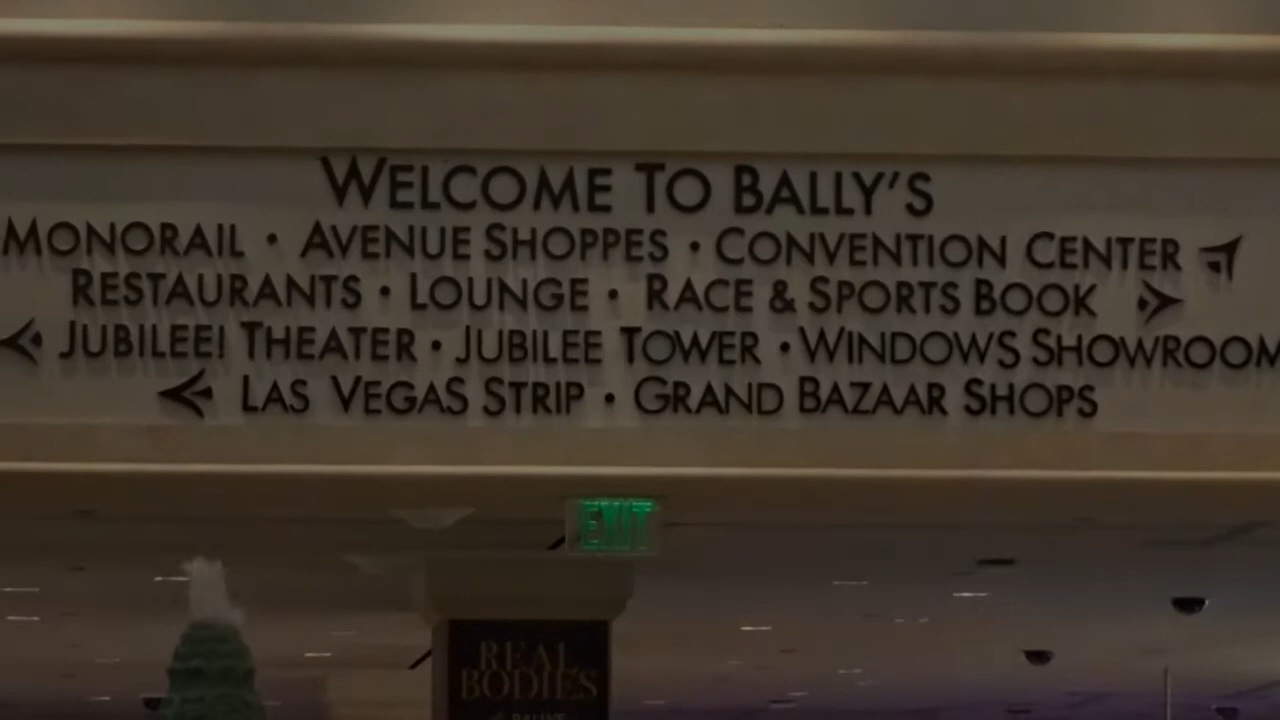 WELCOME TO BALLY'S
MONORAIL • AVENUE SHOPPES • CONVENTION CENTER
RESTAURANTS • LOUNGE • RACE & SPORTS BOOK
JUBILEE! THEATER • JUBILEE TOWER • WINDOWS SHOWROOM
LAS VEGAS STRIP • GRAND BAZAAR SHOPS
EXIT
REAL
BODIES